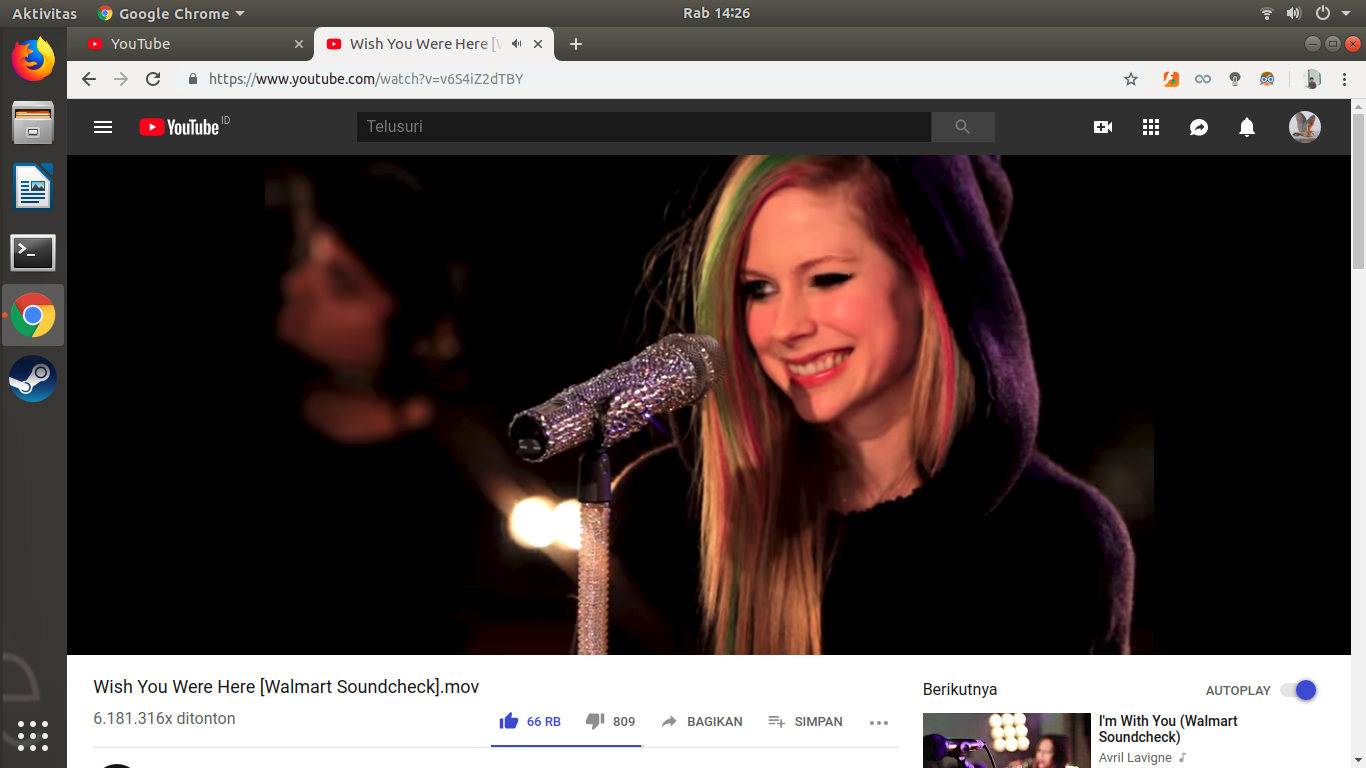 Aktivitas Google Chrome Rab 14:26
YouTube Wish You Were Here [W
https://www.youtube.com/watch?v=v6S4iZ2dTBY
YouTube ID Telusuri
Wish You Were Here [Walmart Soundcheck].mov
6.181.316x ditonton
66 RB 809 BAGIKAN SIMPAN
Berikutnya AUTOPLAY
I'm With You (Walmart
Soundcheck)
Avril Lavigne